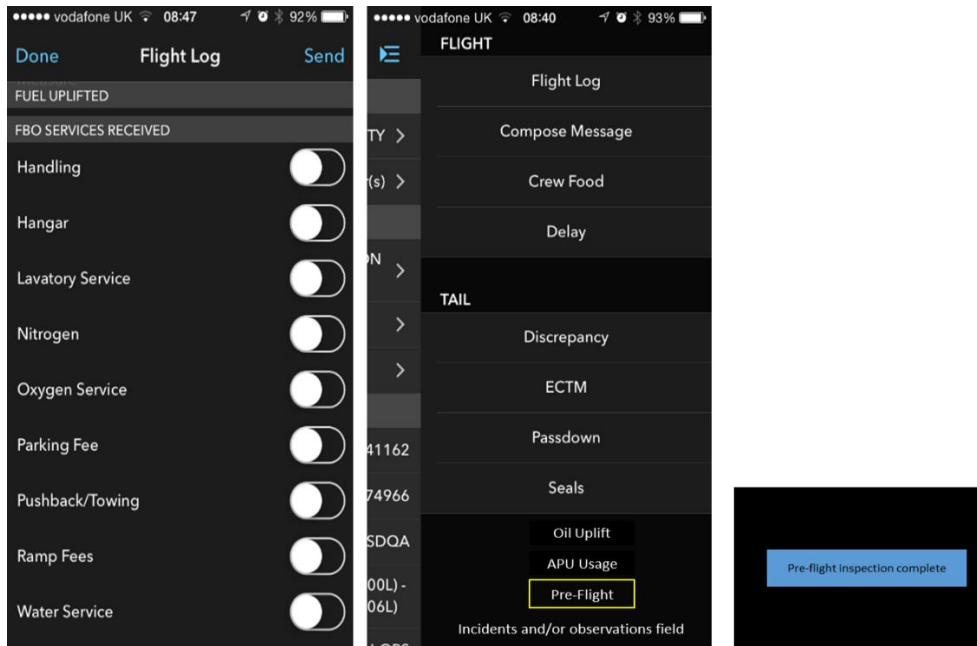 vodafone UK 08:47 92%
Done Flight Log Send
FUEL UPLIFTED
FBO SERVICES RECEIVED
Handling
Hangar
Lavatory Service
Nitrogen
Oxygen Service
Parking Fee
Pushback/Towing
Ramp Fees
Water Service
vodafone UK 08:40 93%
TY
r(s)
ON
41162
74966
SDQA
00L) -
06L)
FLIGHT
Flight Log
Compose Message
Crew Food
Delay
TAIL
Discrepancy
ECTM
Passdown
Seals
Oil Uplift
APU Usage
Pre-Flight
Incidents and/or observations field
Pre-flight Inspection complete